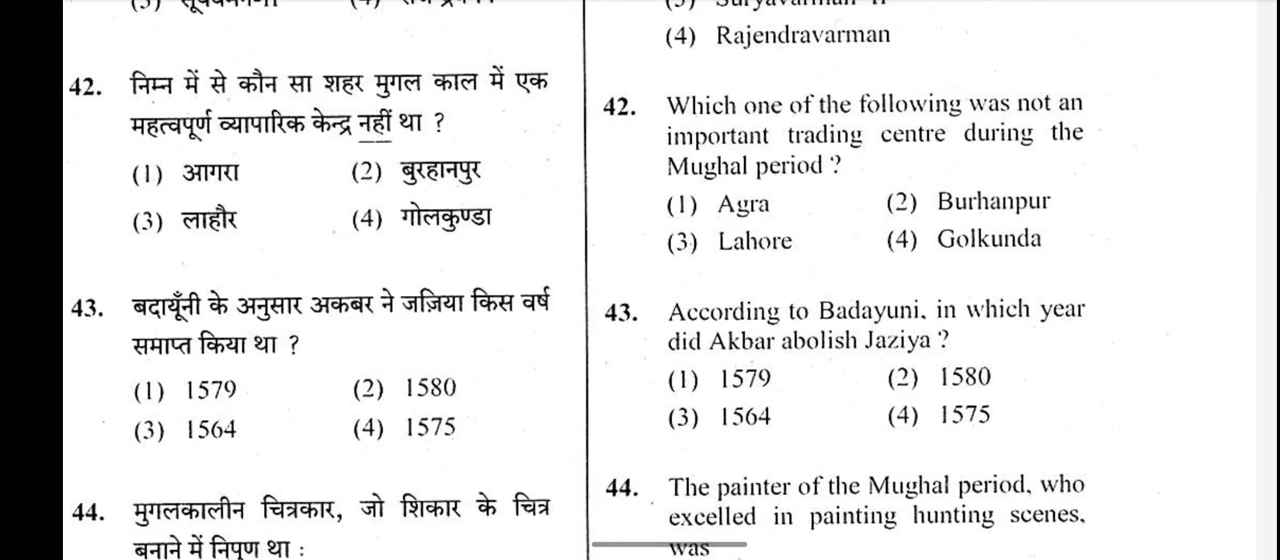 42. निम्न में से कौन सा शहर मुगल काल में एक
महत्वपूर्ण व्यापारिक केन्द्र नहीं था ?
(1) आगरा (2) बुरहानपुर
(3) लाहौर (4) गोलकुण्डा
43. बदायूँनी के अनुसार अकबर ने जज़िया किस वर्ष
समाप्त किया था ?
(1) 1579 (2) 1580
(3) 1564 (4) 1575
44. मुगलकालीन चित्रकार, जो शिकार के चित्र
बनाने में निपुण था :
(4) Rajendravarman
42. Which one of the following was not an
important trading centre during the
Mughal period ?
(1) Agra (2) Burhanpur
(3) Lahore (4) Golkunda
43. According to Badayuni, in which year
did Akbar abolish Jaziya ?
(1) 1579 (2) 1580
(3) 1564 (4) 1575
44. The painter of the Mughal period, who
excelled in painting hunting scenes,
was